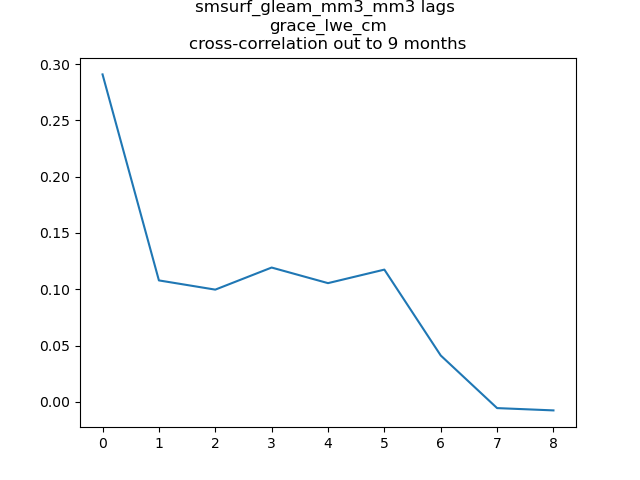 smsurf_gleam_mm3_mm3 lags
grace_lwe_cm
cross-correlation out to 9 months
0.30
0.25
0.20
0.15
0.10
0.05
0.00
0 1 2 3 4 5 6 7 8